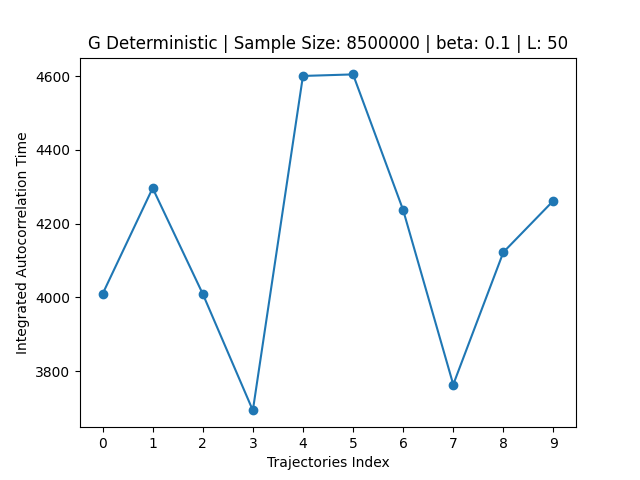 G Deterministic | Sample Size: 8500000 | beta: 0.1 | L: 50
Integrated Autocorrelation Time
4600
4400
4200
4000
3800
0 1 2 3 4 5 6 7 8 9
Trajectories Index